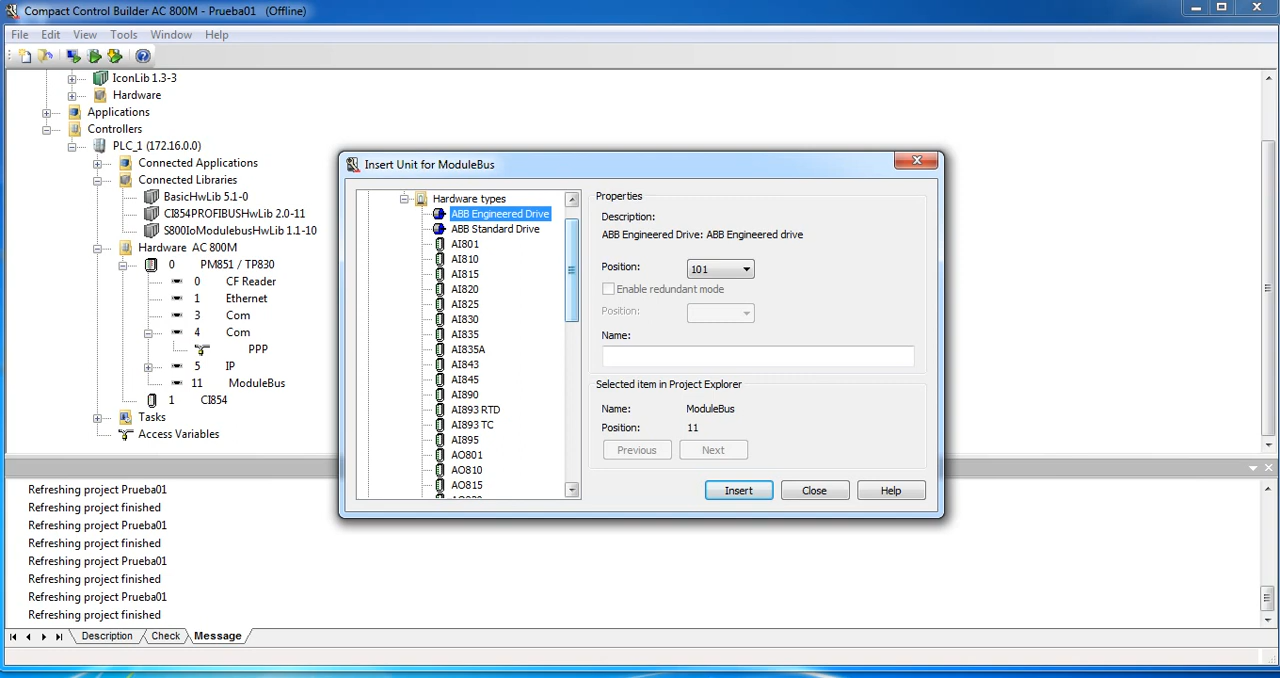 Compact Control Builder AC 800M - Prueba01   (Offline)
File   Edit   View   Tools   Window   Help
IconLib 1.3-3
Hardware
Applications
Controllers
PLC_1 (172.16.0.0)
Connected Applications
Connected Libraries
BasicHwLib 5.1-0
CI854PROFIBUSHwLib 2.0-11
S800IoModulebusHwLib 1.1-10
Hardware  AC 800M
0   PM851 / TP830
0   CF Reader
1   Ethernet
3   Com
4   Com
PPP
5   IP
11   ModuleBus
1   CI854
Tasks
Access Variables
Insert Unit for ModuleBus
Hardware types
ABB Engineered Drive
ABB Standard Drive
AI801
AI810
AI815
AI820
AI825
AI830
AI835
AI835A
AI843
AI845
AI890
AI893 RTD
AI893 TC
AI895
AO801
AO810
AO815
Properties
Description:
ABB Engineered Drive: ABB Engineered drive
Position:   101
Enable redundant mode
Position:
Name:
Selected item in Project Explorer
Name:   ModuleBus
Position:   11
Previous   Next
Insert   Close   Help
Refreshing project Prueba01
Refreshing project finished
Refreshing project Prueba01
Refreshing project finished
Refreshing project Prueba01
Refreshing project finished
Refreshing project Prueba01
Refreshing project finished
Description   Check   Message